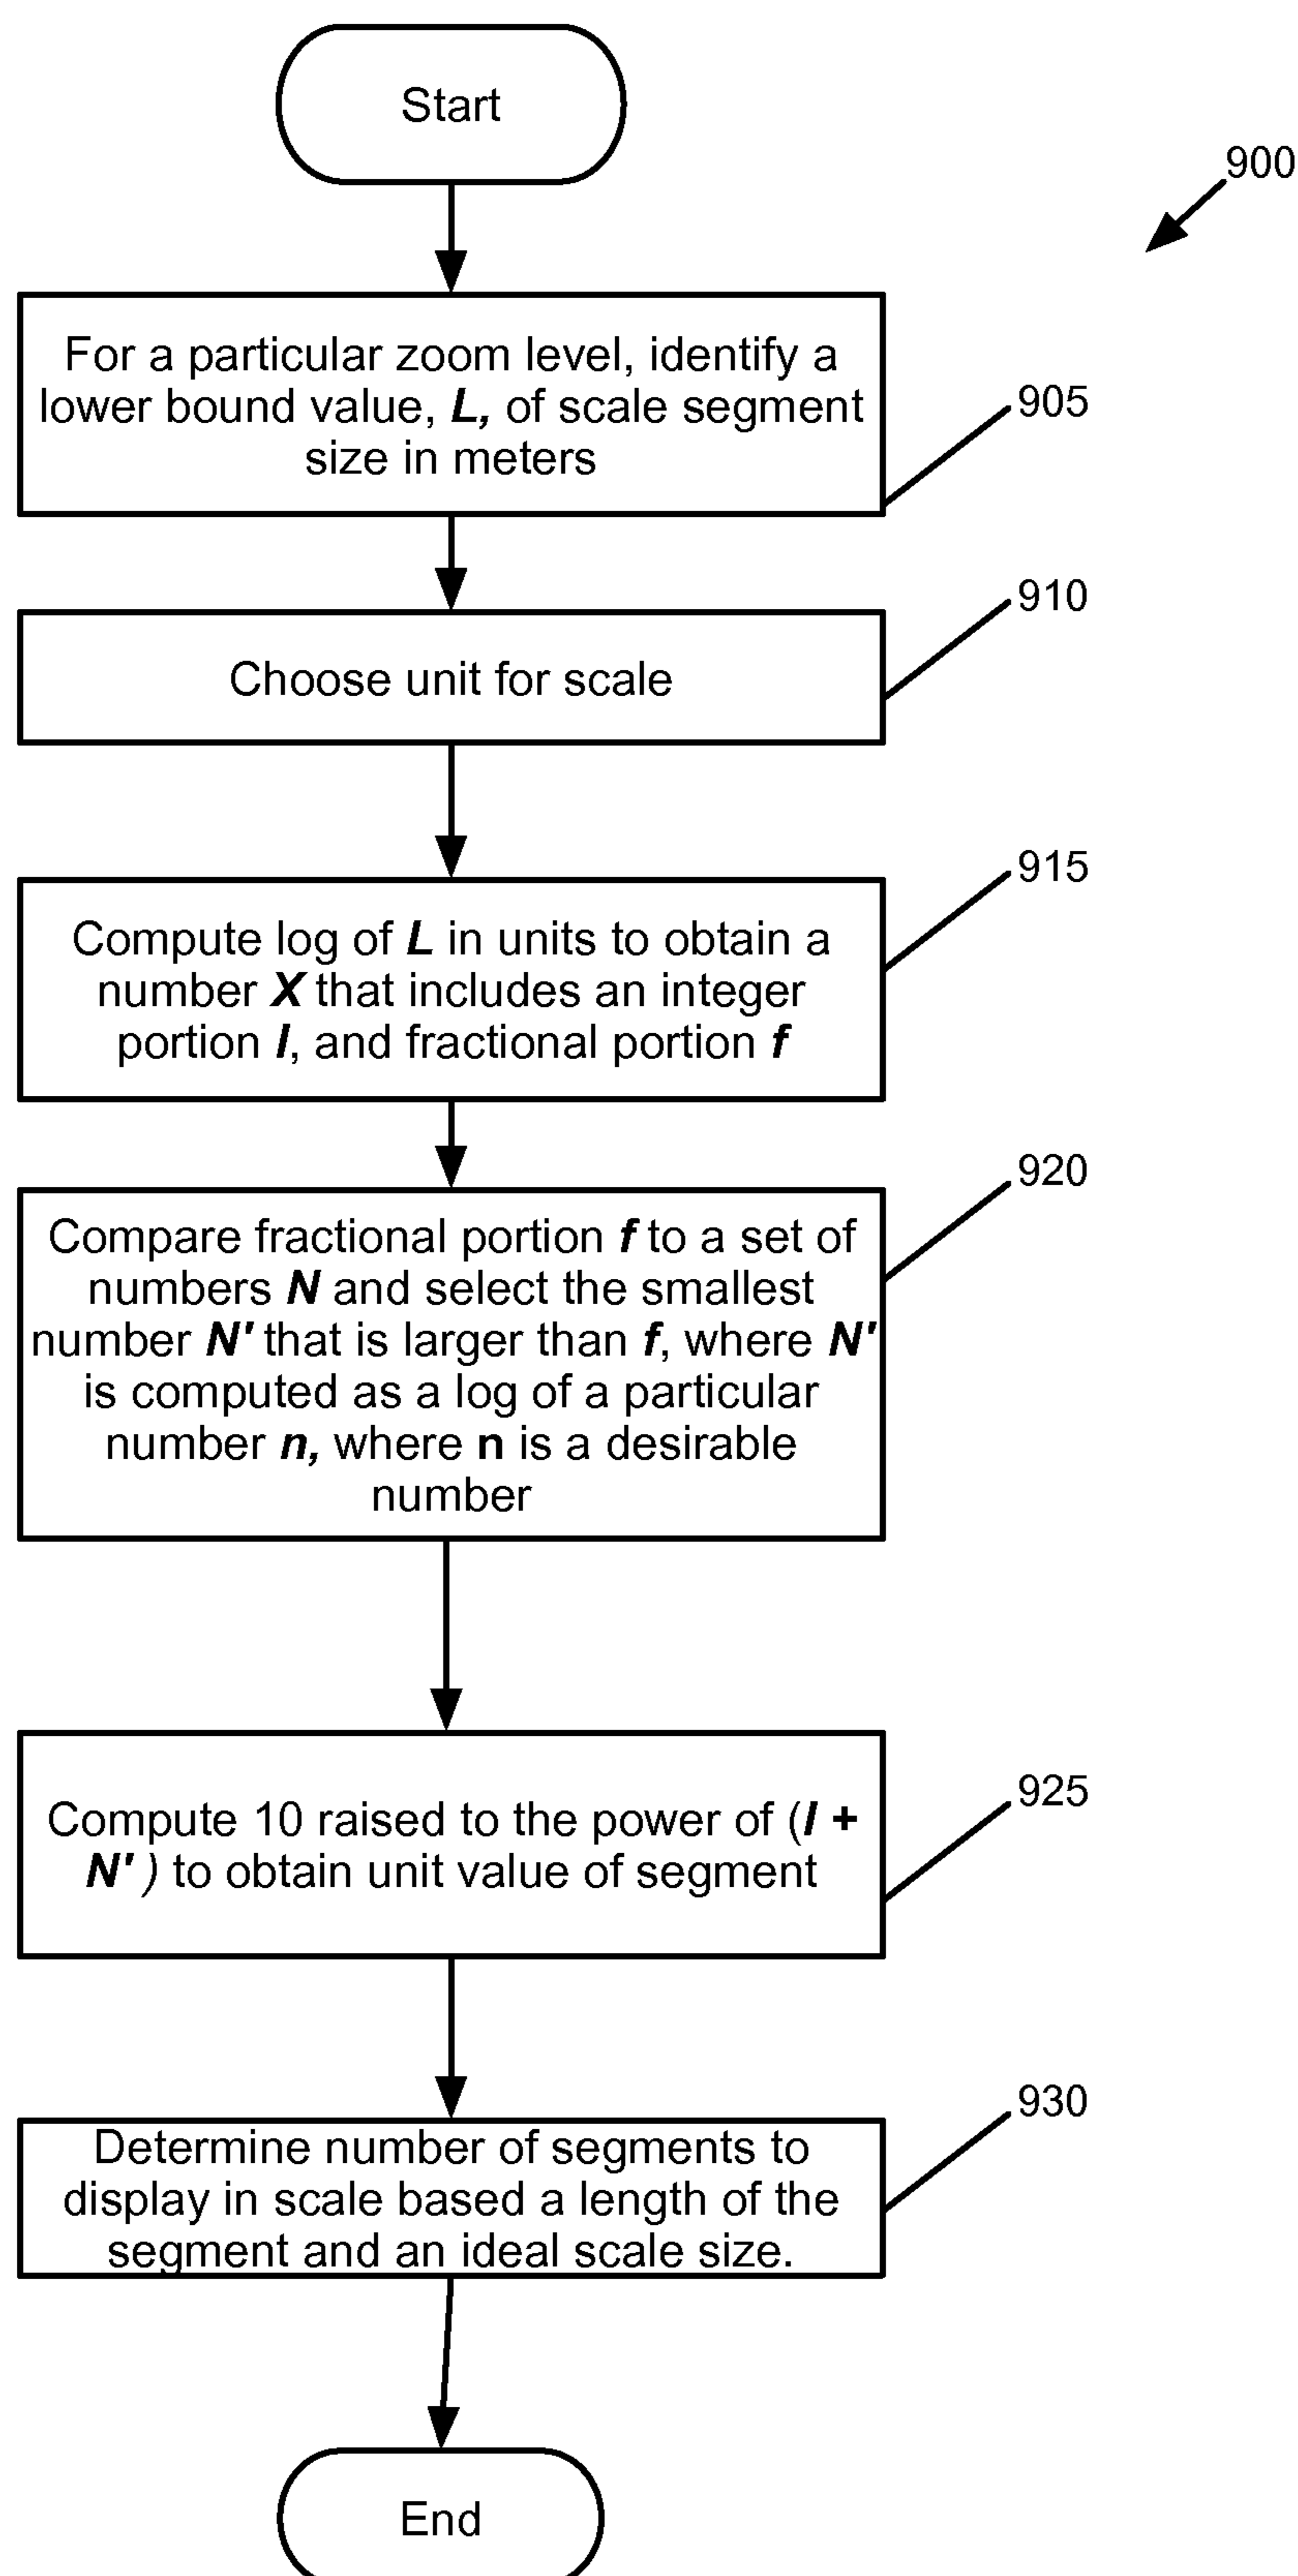 Start
900
For a particular zoom level, identify a
lower bound value, L, of scale segment
size in meters
905
910
Choose unit for scale
915
Compute log of L in units to obtain a
number X that includes an integer
portion I, and fractional portion f
920
Compare fractional portion f to a set of
numbers N and select the smallest
number N' that is larger than f, where N'
is computed as a log of a particular
number n, where n is a desirable
number
925
Compute 10 raised to the power of (I +
N' ) to obtain unit value of segment
930
Determine number of segments to
display in scale based a length of the
segment and an ideal scale size.
End